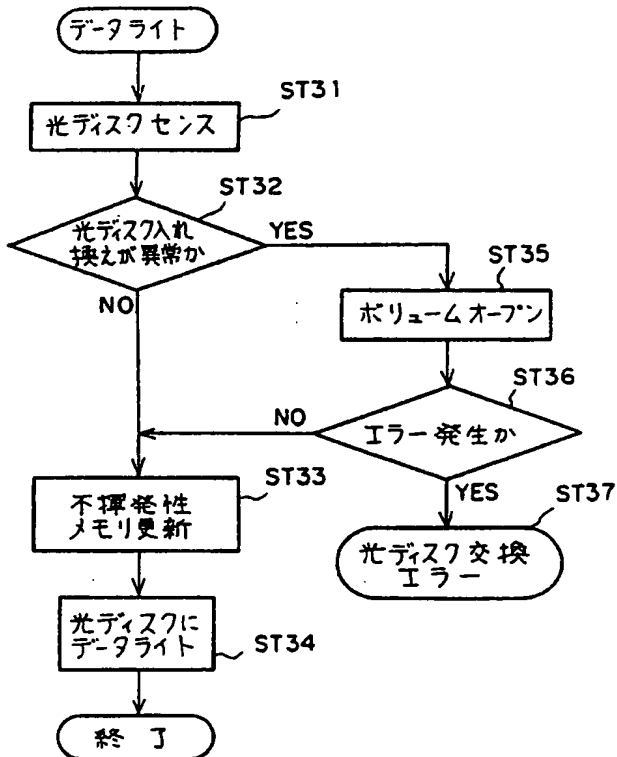 データライト
ST31
光ディスクセンス
ST32
光ディスク入れ
換えが異常か
YES
NO
ST35
ボリュームオープン
ST36
エラー発生か
NO
YES
ST33
不揮発性
メモリ更新
ST37
光ディスク交換
エラー
光ディスクに
データライト
ST34
終了